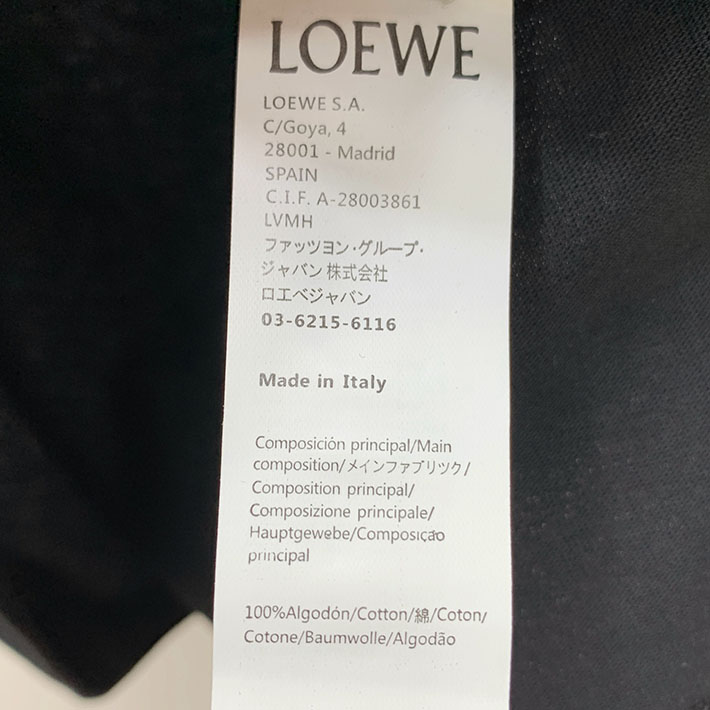 LOEWE
LOEWE S.A.
C/Goya, 4
28001 - Madrid
SPAIN
C.I.F. A-28003861
LVMH
ファッツヨン・グループ・
ジャバン 株式会社
ロエベジャバン
03-6215-6116
Made in Italy
Composición principal/Main
composition/メインファブリツク/
Composition principal/
Composizione principale/
Hauptgewebe/Composição
principal
100%Algodón/Cotton/綿/Coton/
Cotone/Baumwolle/Algodão